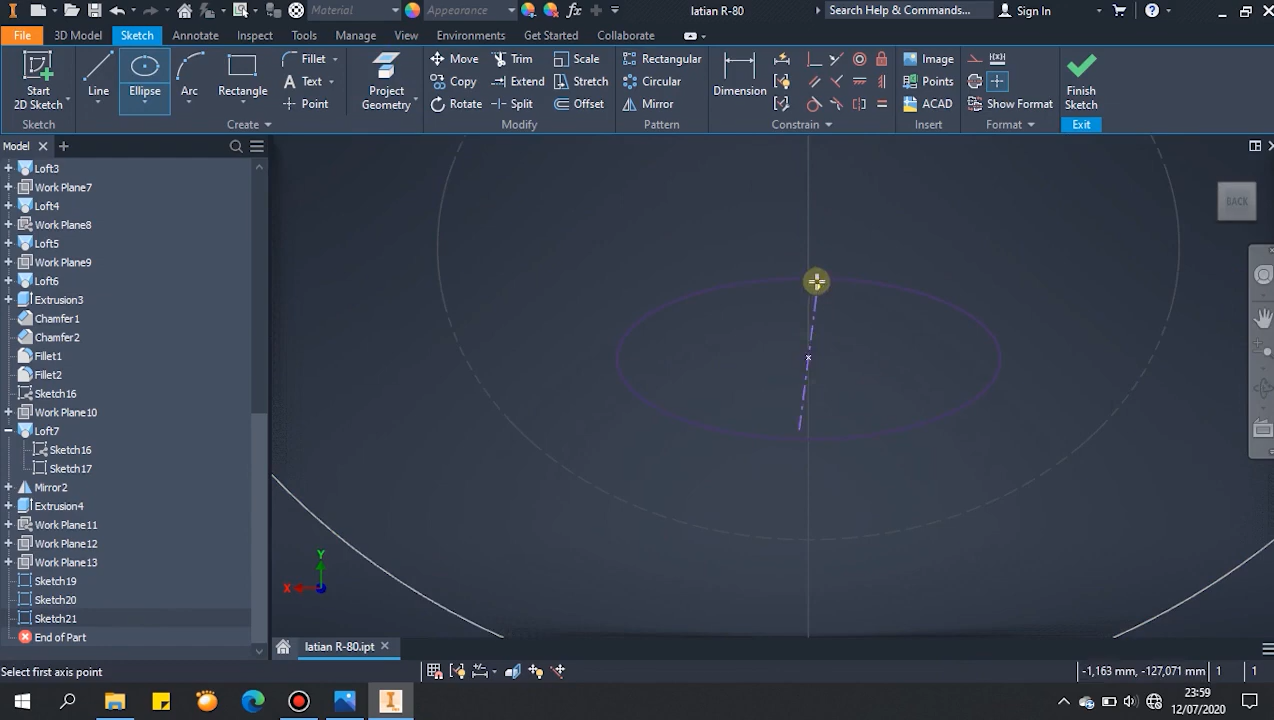 Material
Appearance
fx
latian R-80
Search Help & Commands...
Sign In
File
3D Model
Sketch
Annotate
Inspect
Tools
Manage
View
Environments
Get Started
Collaborate
Start
2D Sketch
Line
Ellipse
Arc
Rectangle
Fillet
Text
Point
Project
Geometry
Move
Copy
Rotate
Trim
Extend
Split
Scale
Stretch
Offset
Rectangular
Circular
Mirror
Dimension
Image
Points
ACAD
Show Format
Finish
Sketch
Sketch
Create
Modify
Pattern
Constrain
Insert
Format
Exit
Model
Loft3
Work Plane7
Loft4
Work Plane8
Loft5
Work Plane9
Loft6
Extrusion3
Chamfer1
Chamfer2
Fillet1
Fillet2
Sketch16
Work Plane10
Loft7
Sketch16
Sketch17
Mirror2
Extrusion4
Work Plane11
Work Plane12
Work Plane13
Sketch19
Sketch20
Sketch21
End of Part
BACK
Y
X
latian R-80.ipt
Select first axis point
-1,163 mm, -127,071 mm
1
1
23:59
12/07/2020